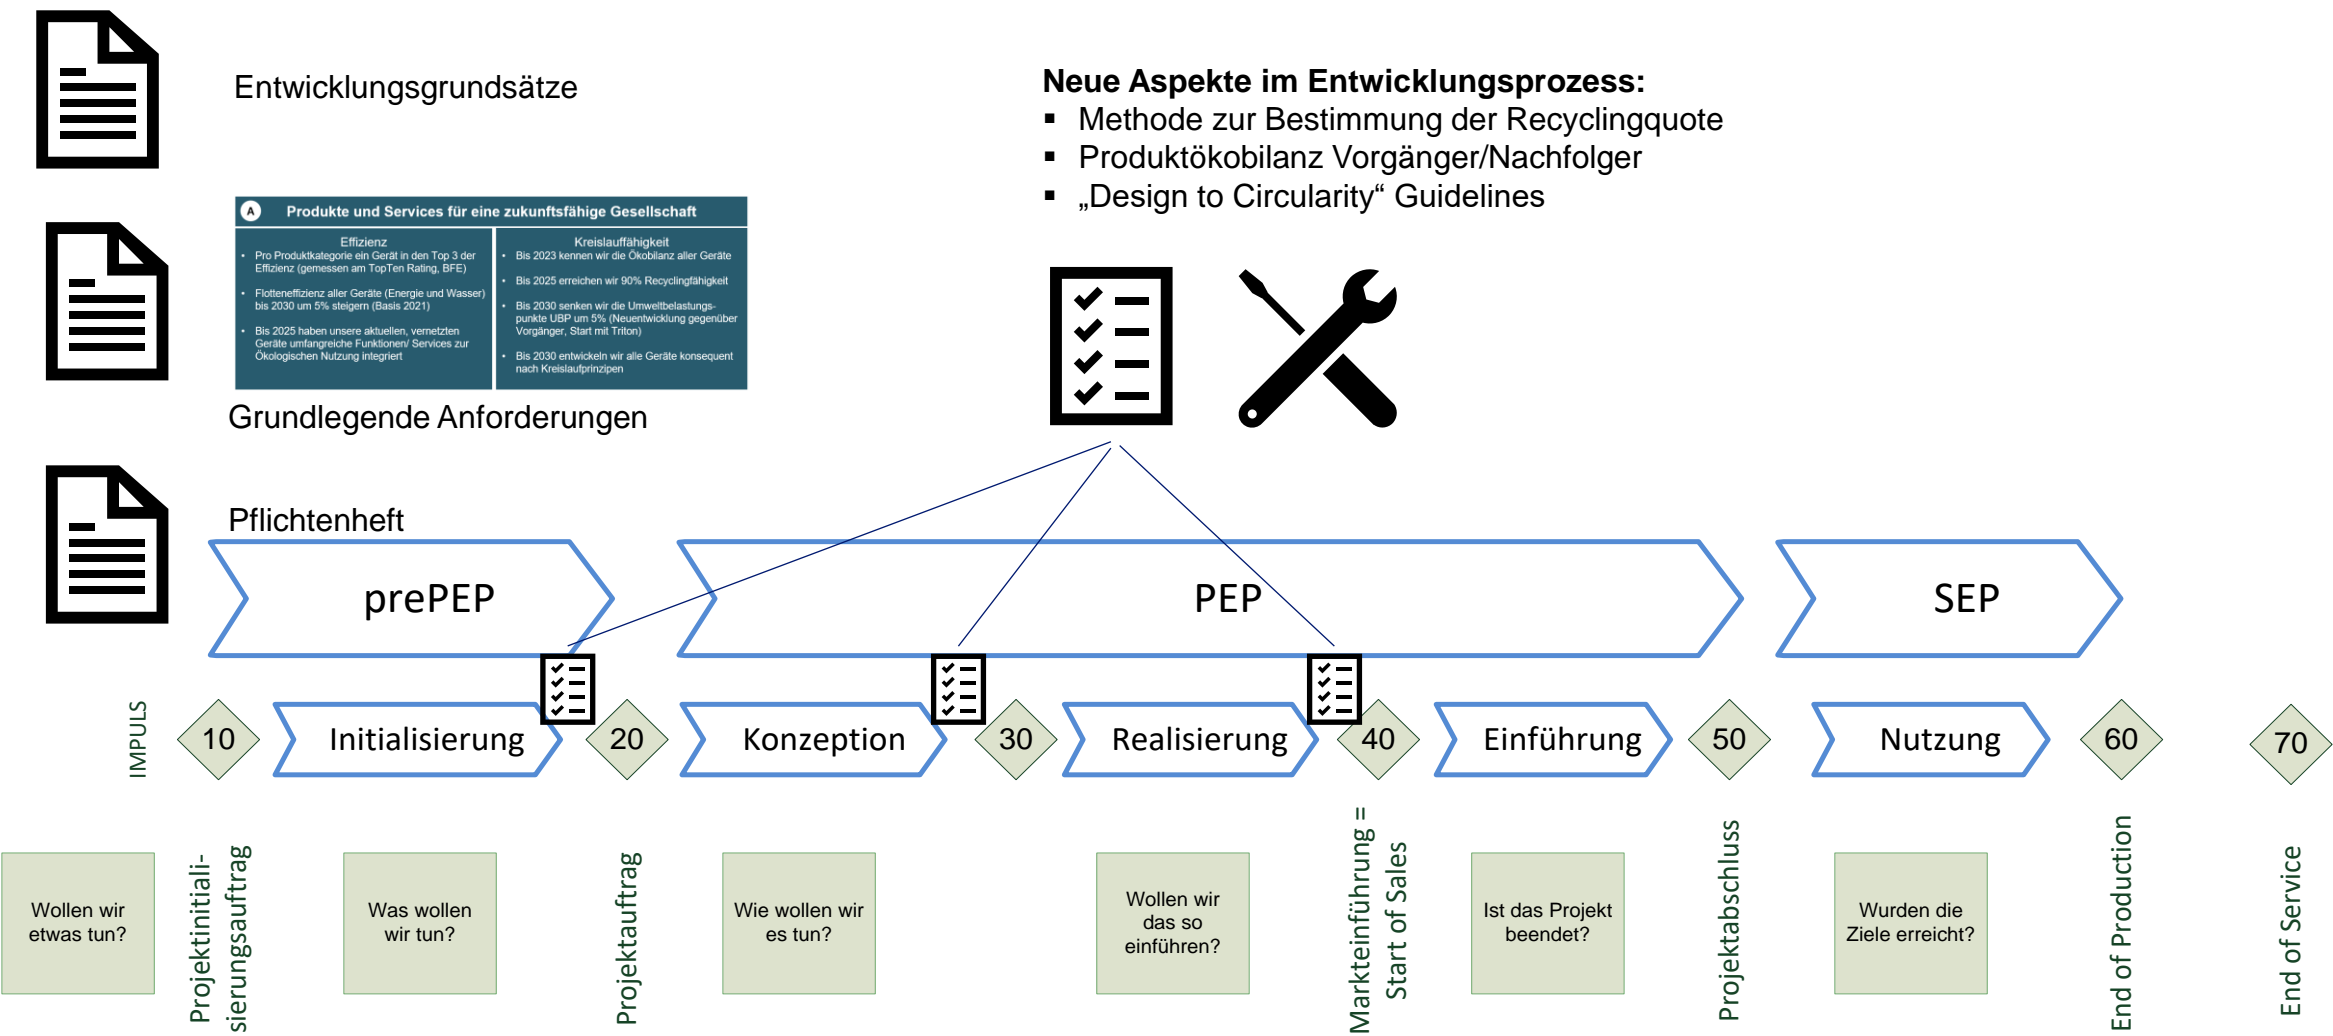 Entwicklungsgrundsätze
Neue Aspekte im Entwicklungsprozess:
▪ Methode zur Bestimmung der Recyclingquote
▪ Produktökobilanz Vorgänger/Nachfolger
▪ „Design to Circularity“ Guidelines
A Produkte und Services für eine zukunftsfähige Gesellschaft
Effizienz
• Pro Produktkategorie ein Gerät in den Top 3 der
Effizienz (gemessen am TopTen Rating, BFE)
• Flotteneffizienz aller Geräte (Energie und Wasser)
bis 2030 um 5% steigern (Basis 2021)
• Bis 2025 haben unsere aktuellen, vernetzten
Geräte umfangreiche Funktionen/ Services zur
Ökologischen Nutzung integriert
Kreislauffähigkeit
• Bis 2023 kennen wir die Ökobilanz aller Geräte
• Bis 2025 erreichen wir 90% Recyclingfähigkeit
• Bis 2030 senken wir die Umweltbelastungs-
punkte UBP um 5% (Neuentwicklung gegenüber
Vorgänger, Start mit Triton)
• Bis 2030 entwickeln wir alle Geräte konsequent
nach Kreislaufprinzipen
Grundlegende Anforderungen
Pflichtenheft
prePEP
PEP
SEP
IMPULS
10
Initialisierung
20
Konzeption
30
Realisierung
40
Einführung
50
Nutzung
60
70
Wollen wir
etwas tun?
Projektinitiali-
sierungsauftrag
Was wollen
wir tun?
Projektauftrag
Wie wollen wir
es tun?
Wollen wir
das so
einführen?
Markteinführung =
Start of Sales
Ist das Projekt
beendet?
Projektabschluss
Wurden die
Ziele erreicht?
End of Production
End of Service